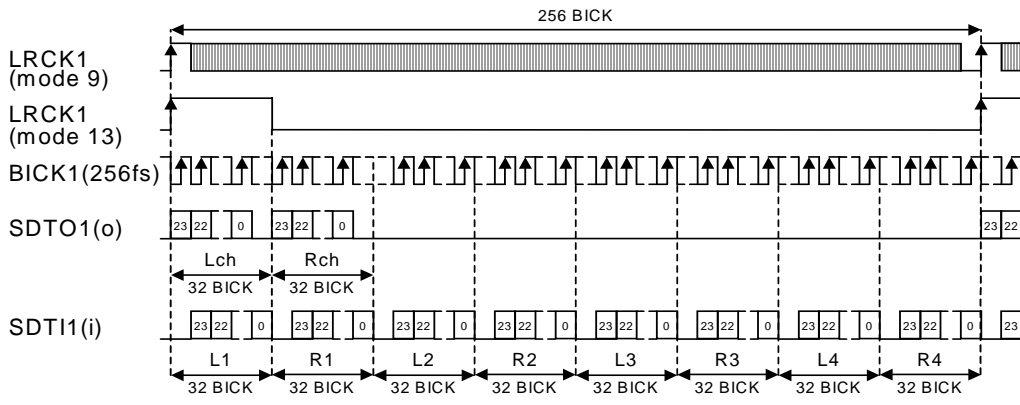 256 BICK
LRCK1
(mode 9)
LRCK1
(mode 13)
BICK1(256fs)
SDTO1(o)
23 22 0 23 22 0 23 22
Lch Rch
32 BICK 32 BICK
SDTI1(i)
23 22 0 23 22 0 23 22 0 23 22 0 23 22 0 23 22 0 23 22 0 23 22 0 23
L1 R1 L2 R2 L3 R3 L4 R4
32 BICK 32 BICK 32 BICK 32 BICK 32 BICK 32 BICK 32 BICK 32 BICK